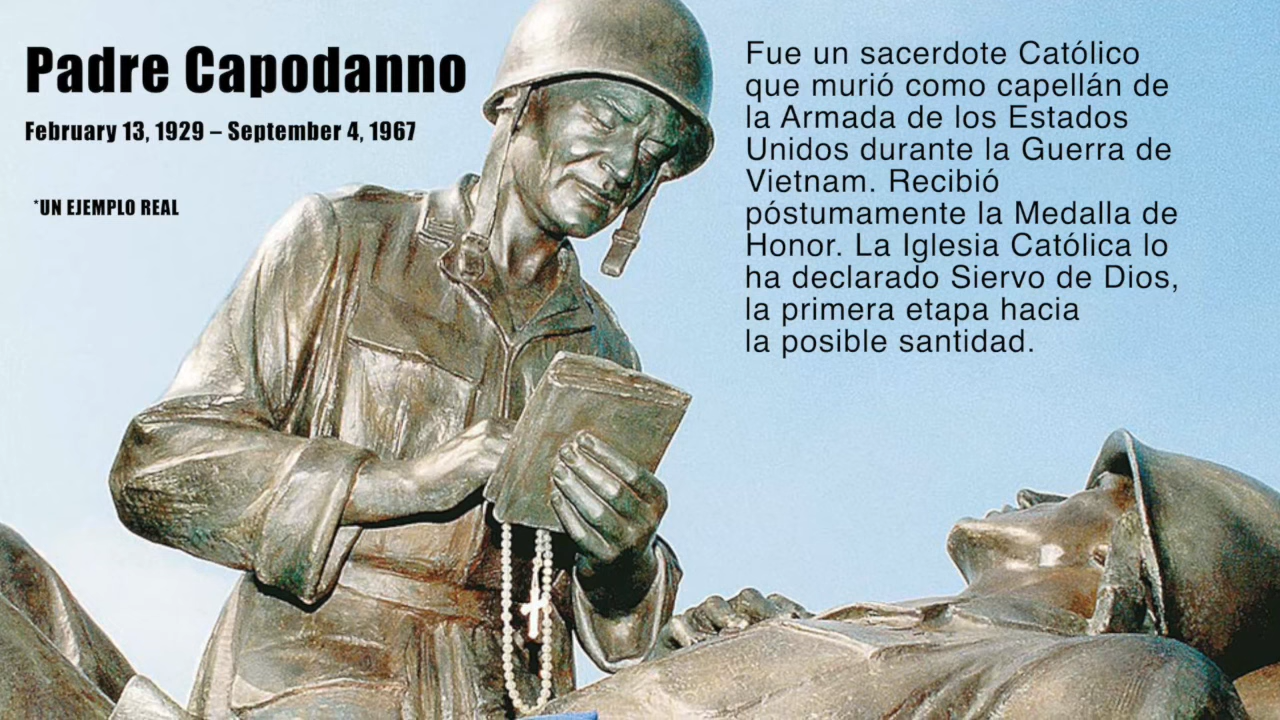 Padre Capodanno
February 13, 1929 – September 4, 1967
*UN EJEMPLO REAL
Fue un sacerdote Católico
que murió como capellán de
la Armada de los Estados
Unidos durante la Guerra de
Vietnam. Recibió
póstumamente la Medalla de
Honor. La Iglesia Católica lo
ha declarado Siervo de Dios,
la primera etapa hacia
la posible santidad.